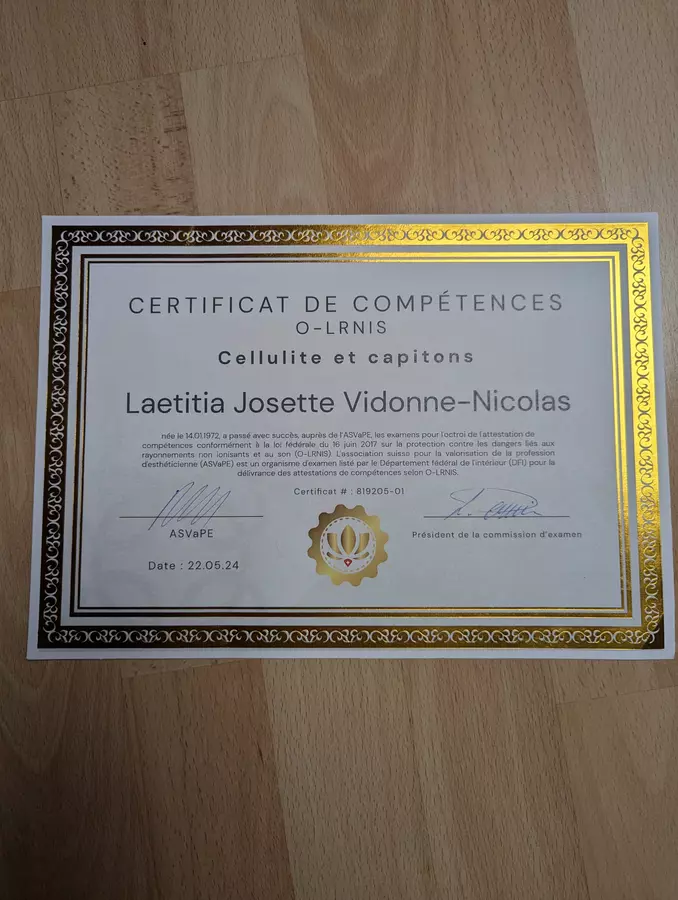 CERTIFICAT DE COMPÉTENCES
O-LRNIS
Cellulite et capitons
Laetitia Josette Vidonne-Nicolas
née le 14.01.1972, a passé avec succès, auprès de l'ASVaPE, les examens pour l'octroi de l'attestation de
compétences conformément à la loi fédérale du 16 juin 2017 sur la protection contre les dangers liés aux
rayonnements non ionisants et au son (O-LRNIS). L'association suisso pour la valorisation de la profession
d'esthéticienne (ASVaPE) est un organisme d'examen listé par le Département fédéral de l'intérieur (DFI) pour la
délivrance des attestations de compétences selon O-LRNIS.
Certificat # : 819205-01
ASVaPE
Président de la commission d'examen
Date : 22.05.24